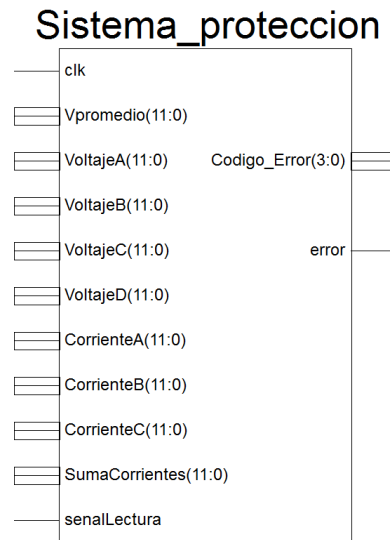 Sistema_proteccion
clk
Vpromedio(11:0)
VoltajeA(11:0) Codigo_Error(3:0)
VoltajeB(11:0)
VoltajeC(11:0) error
VoltajeD(11:0)
CorrienteA(11:0)
CorrienteB(11:0)
CorrienteC(11:0)
SumaCorrientes(11:0)
senalLectura